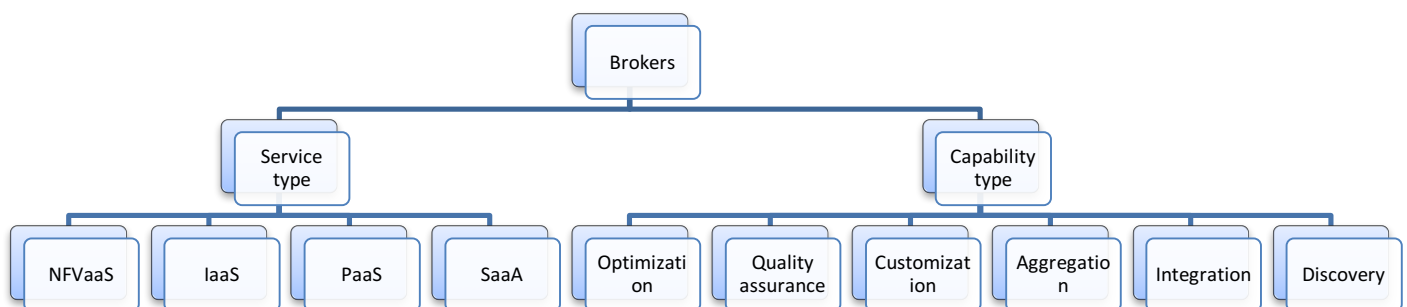 Brokers
Service
type
Capability
type
NFVaaS
IaaS
PaaS
SaaA
Optimizati
on
Quality
assurance
Customizat
ion
Aggregatio
n
Integration
Discovery